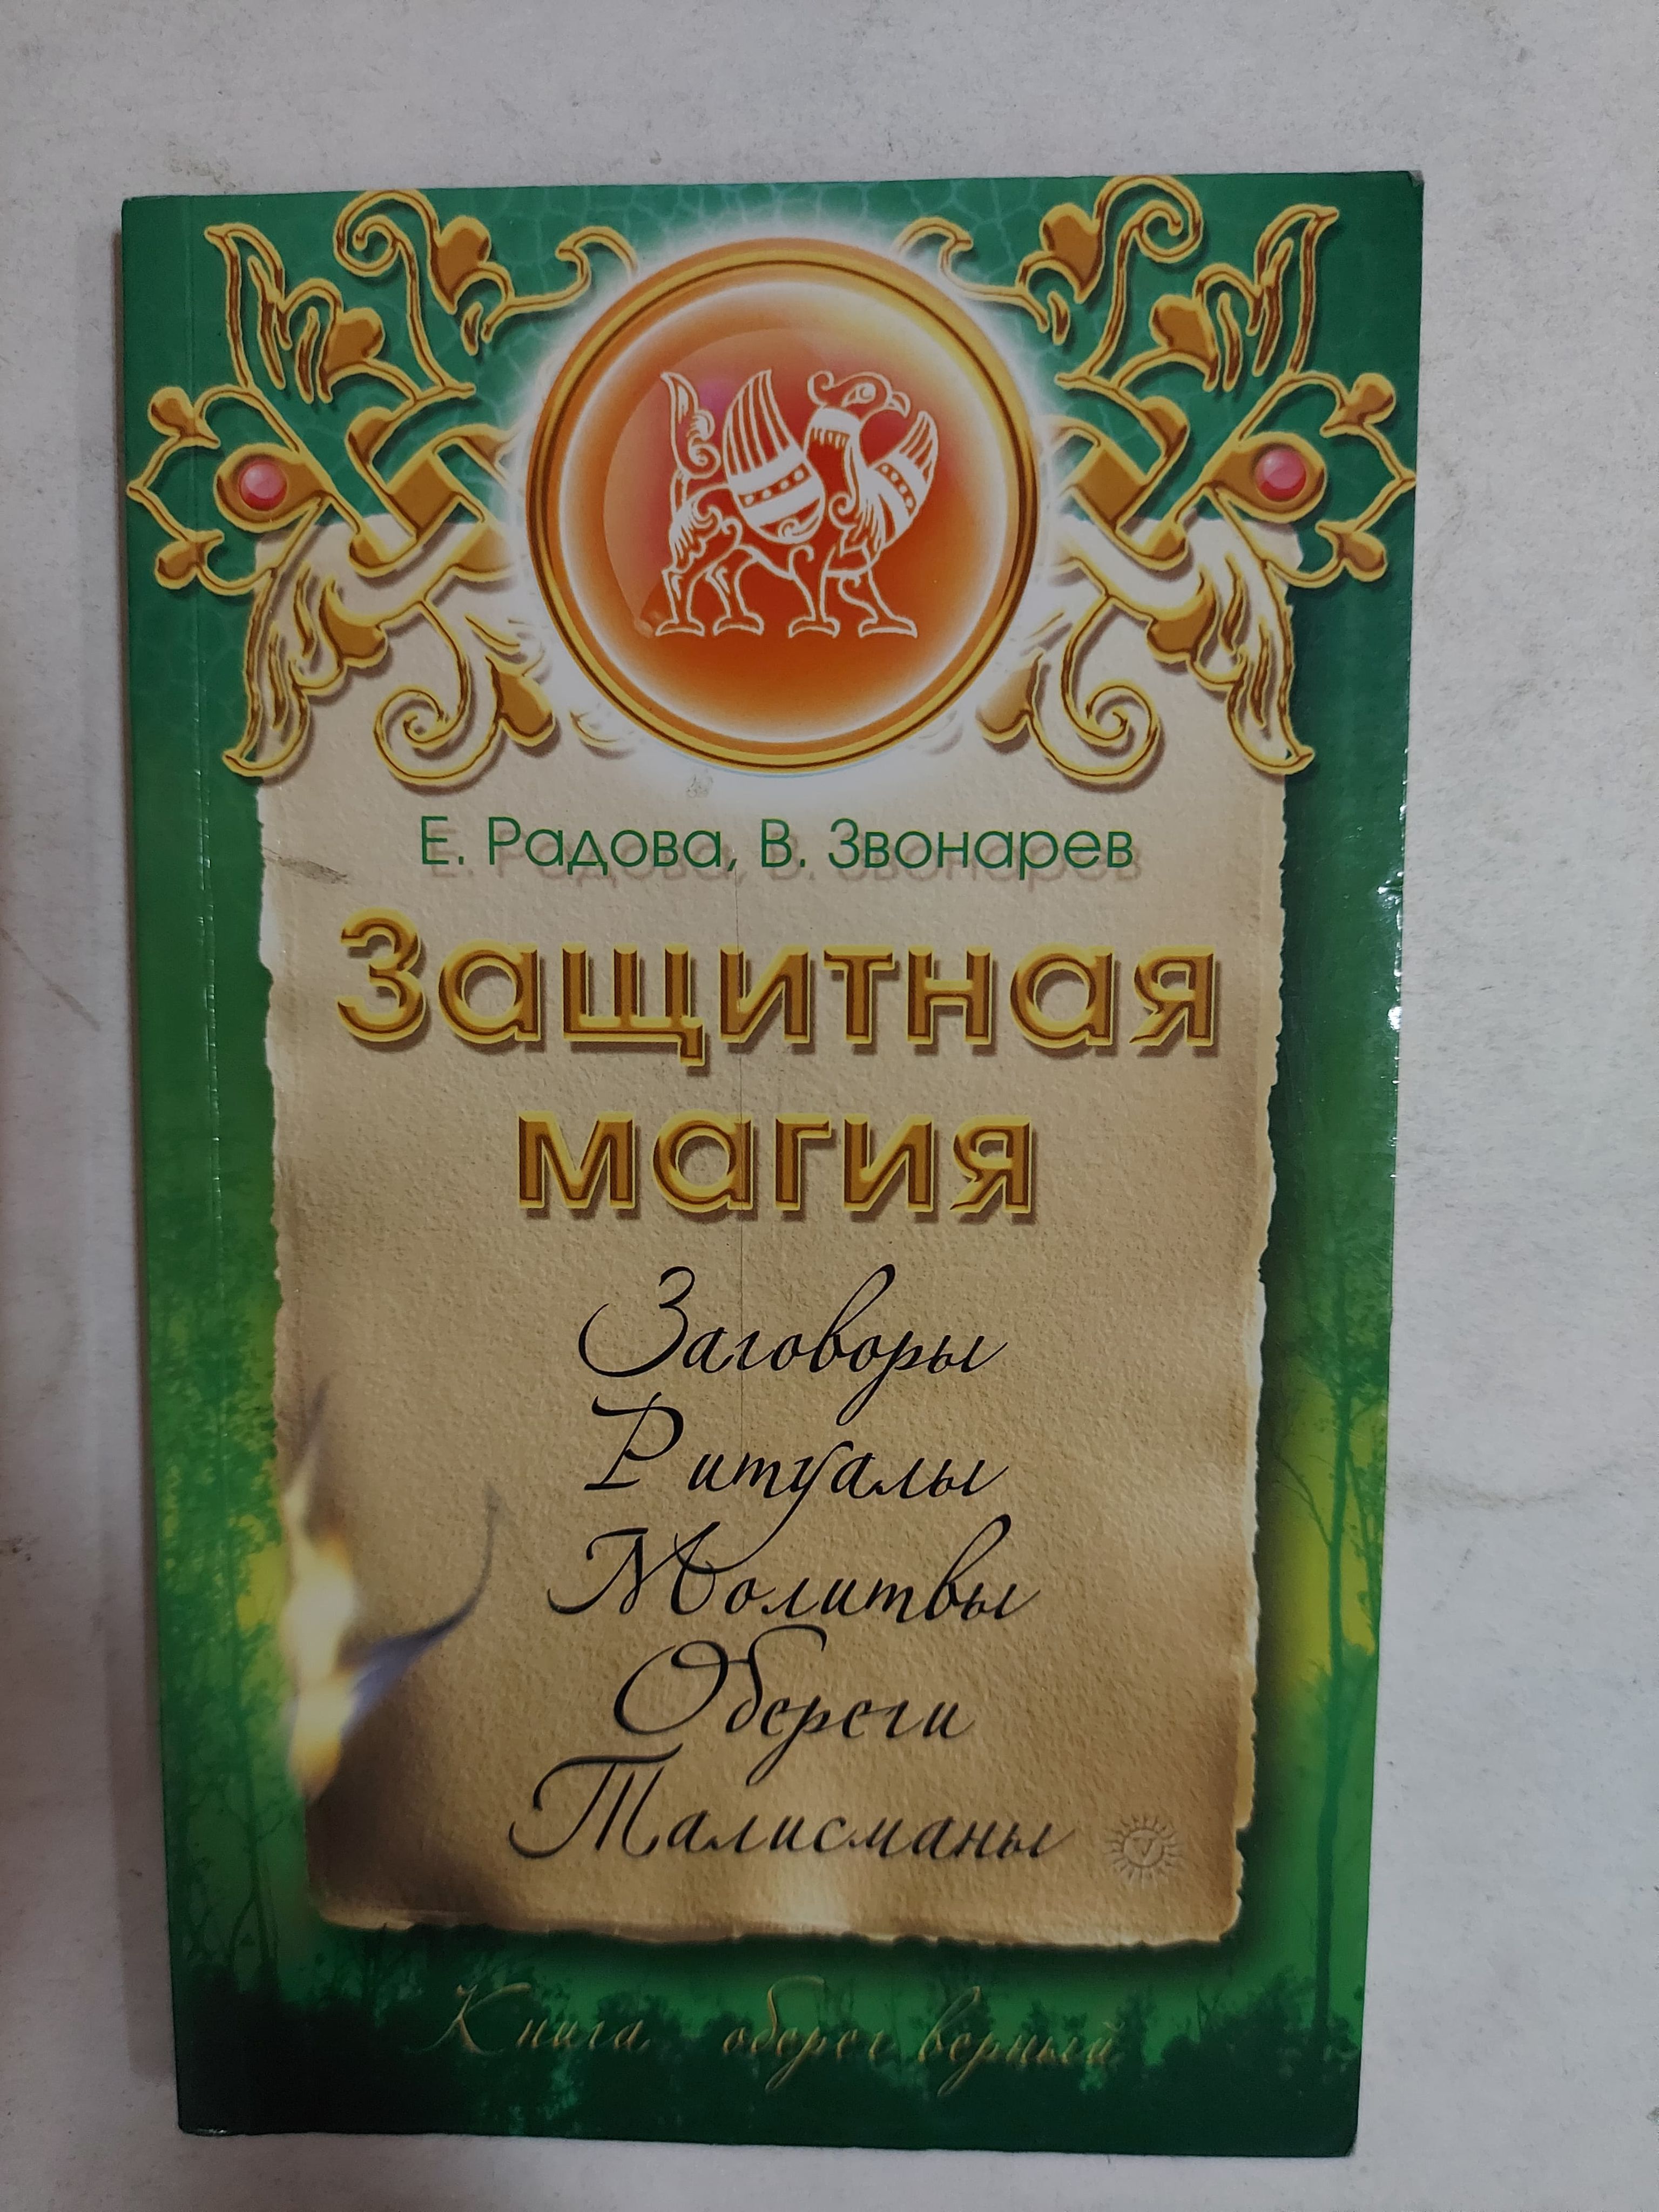 Е. Радова, В. Звонарев
Защитная
магия
Заговоры
Ритуалы
Молитвы
Обереги
Талисманы
Книга - оберег верный